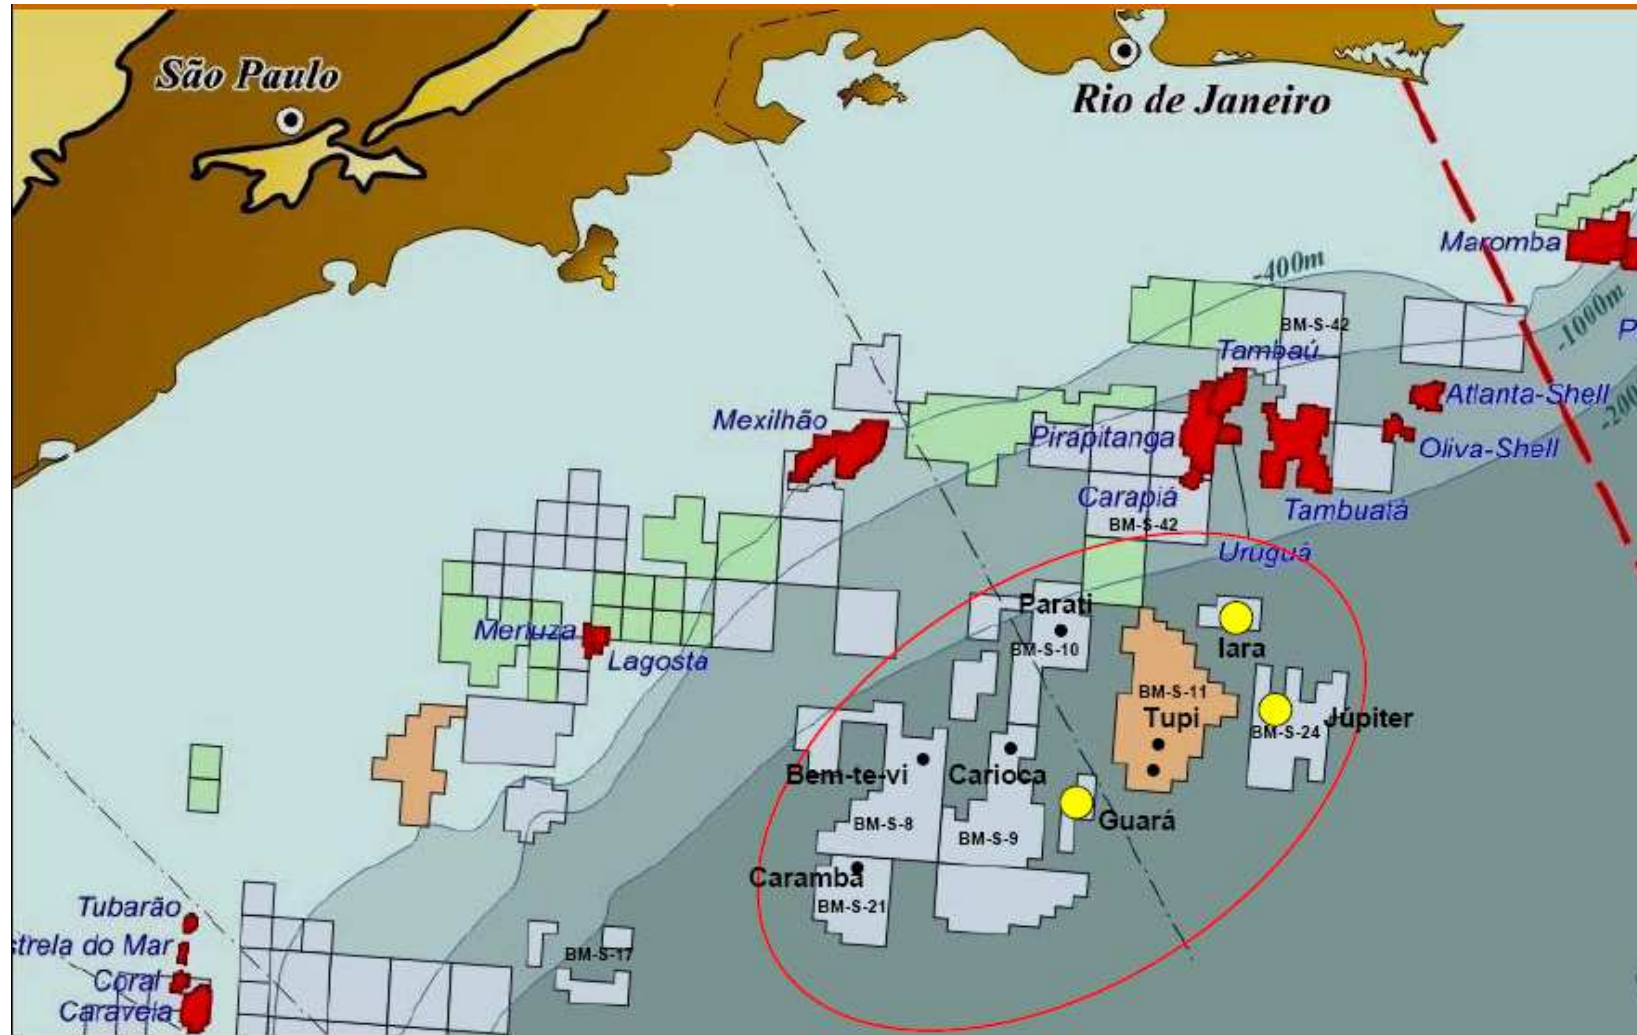 São Paulo
Rio de Janeiro
Maromba
-400m
-1000m
-200
P
BM-S-42
Tambaú
Atlanta-Shell
Mexilhão
Pirapitanga
Oliva-Shell
Carapiá
Tambuatá
BM-S-42
Uruguá
Parati
Merluza
Iara
BM-S-10
Lagosta
BM-S-11
Tupi
Júpiter
BM-S-24
Bem-te-vi
Carioca
Guará
BM-S-8
BM-S-9
Caramba
BM-S-21
Tubarão
strela do Mar
BM-S-17
Coral
Caravela